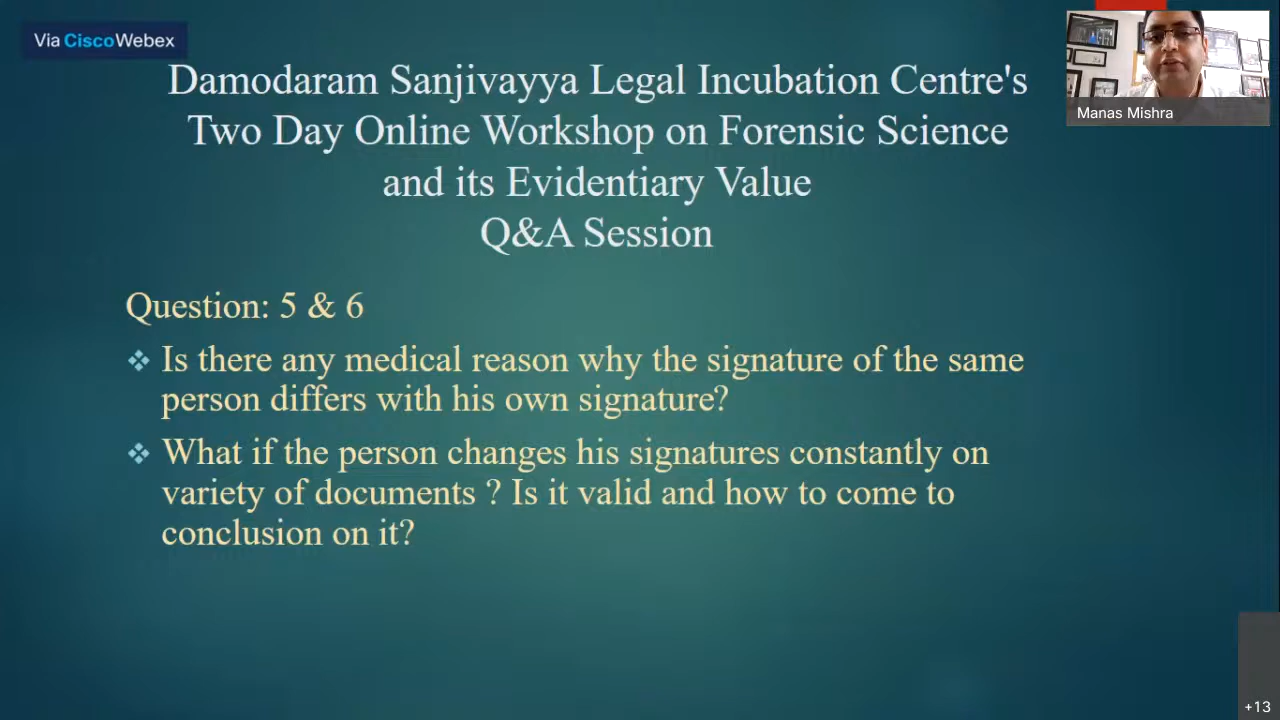 Via CiscoWebex
Damodaram Sanjivayya Legal Incubation Centre's
Two Day Online Workshop on Forensic Science
and its Evidentiary Value
Q&A Session
Manas Mishra
Question: 5 & 6
Is there any medical reason why the signature of the same
person differs with his own signature?
What if the person changes his signatures constantly on
variety of documents ? Is it valid and how to come to
conclusion on it?
+13